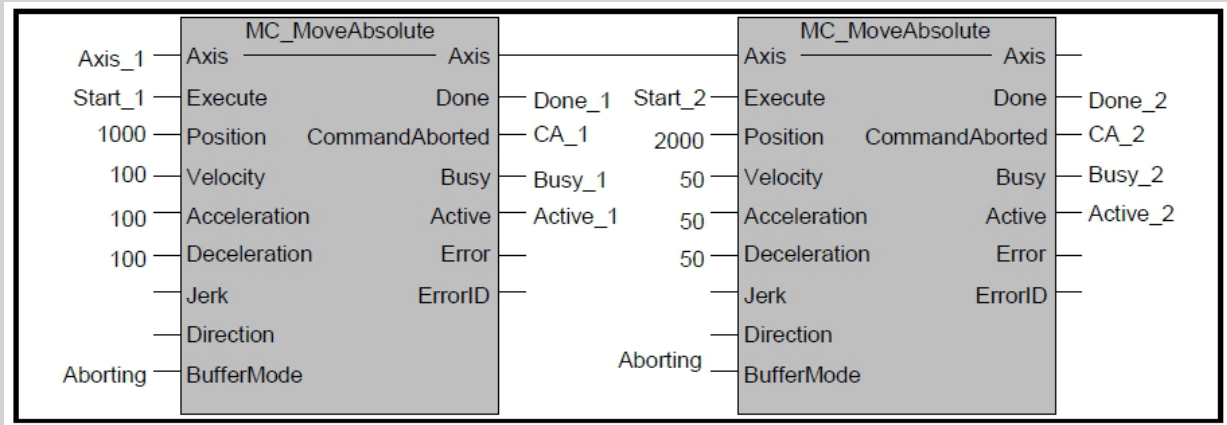 MC_MoveAbsolute MC_MoveAbsolute
Axis_1 Axis Axis Axis Axis
Start_1 Execute Done Done_1 Start_2 Execute Done Done_2
1000 Position CommandAborted CA_1 2000 Position CommandAborted CA_2
100 Velocity Busy Busy_1 50 Velocity Busy Busy_2
100 Acceleration Active Active_1 50 Acceleration Active Active_2
100 Deceleration Error 50 Deceleration Error
Jerk ErrorID Jerk ErrorID
Direction Direction
Aborting BufferMode Aborting BufferMode